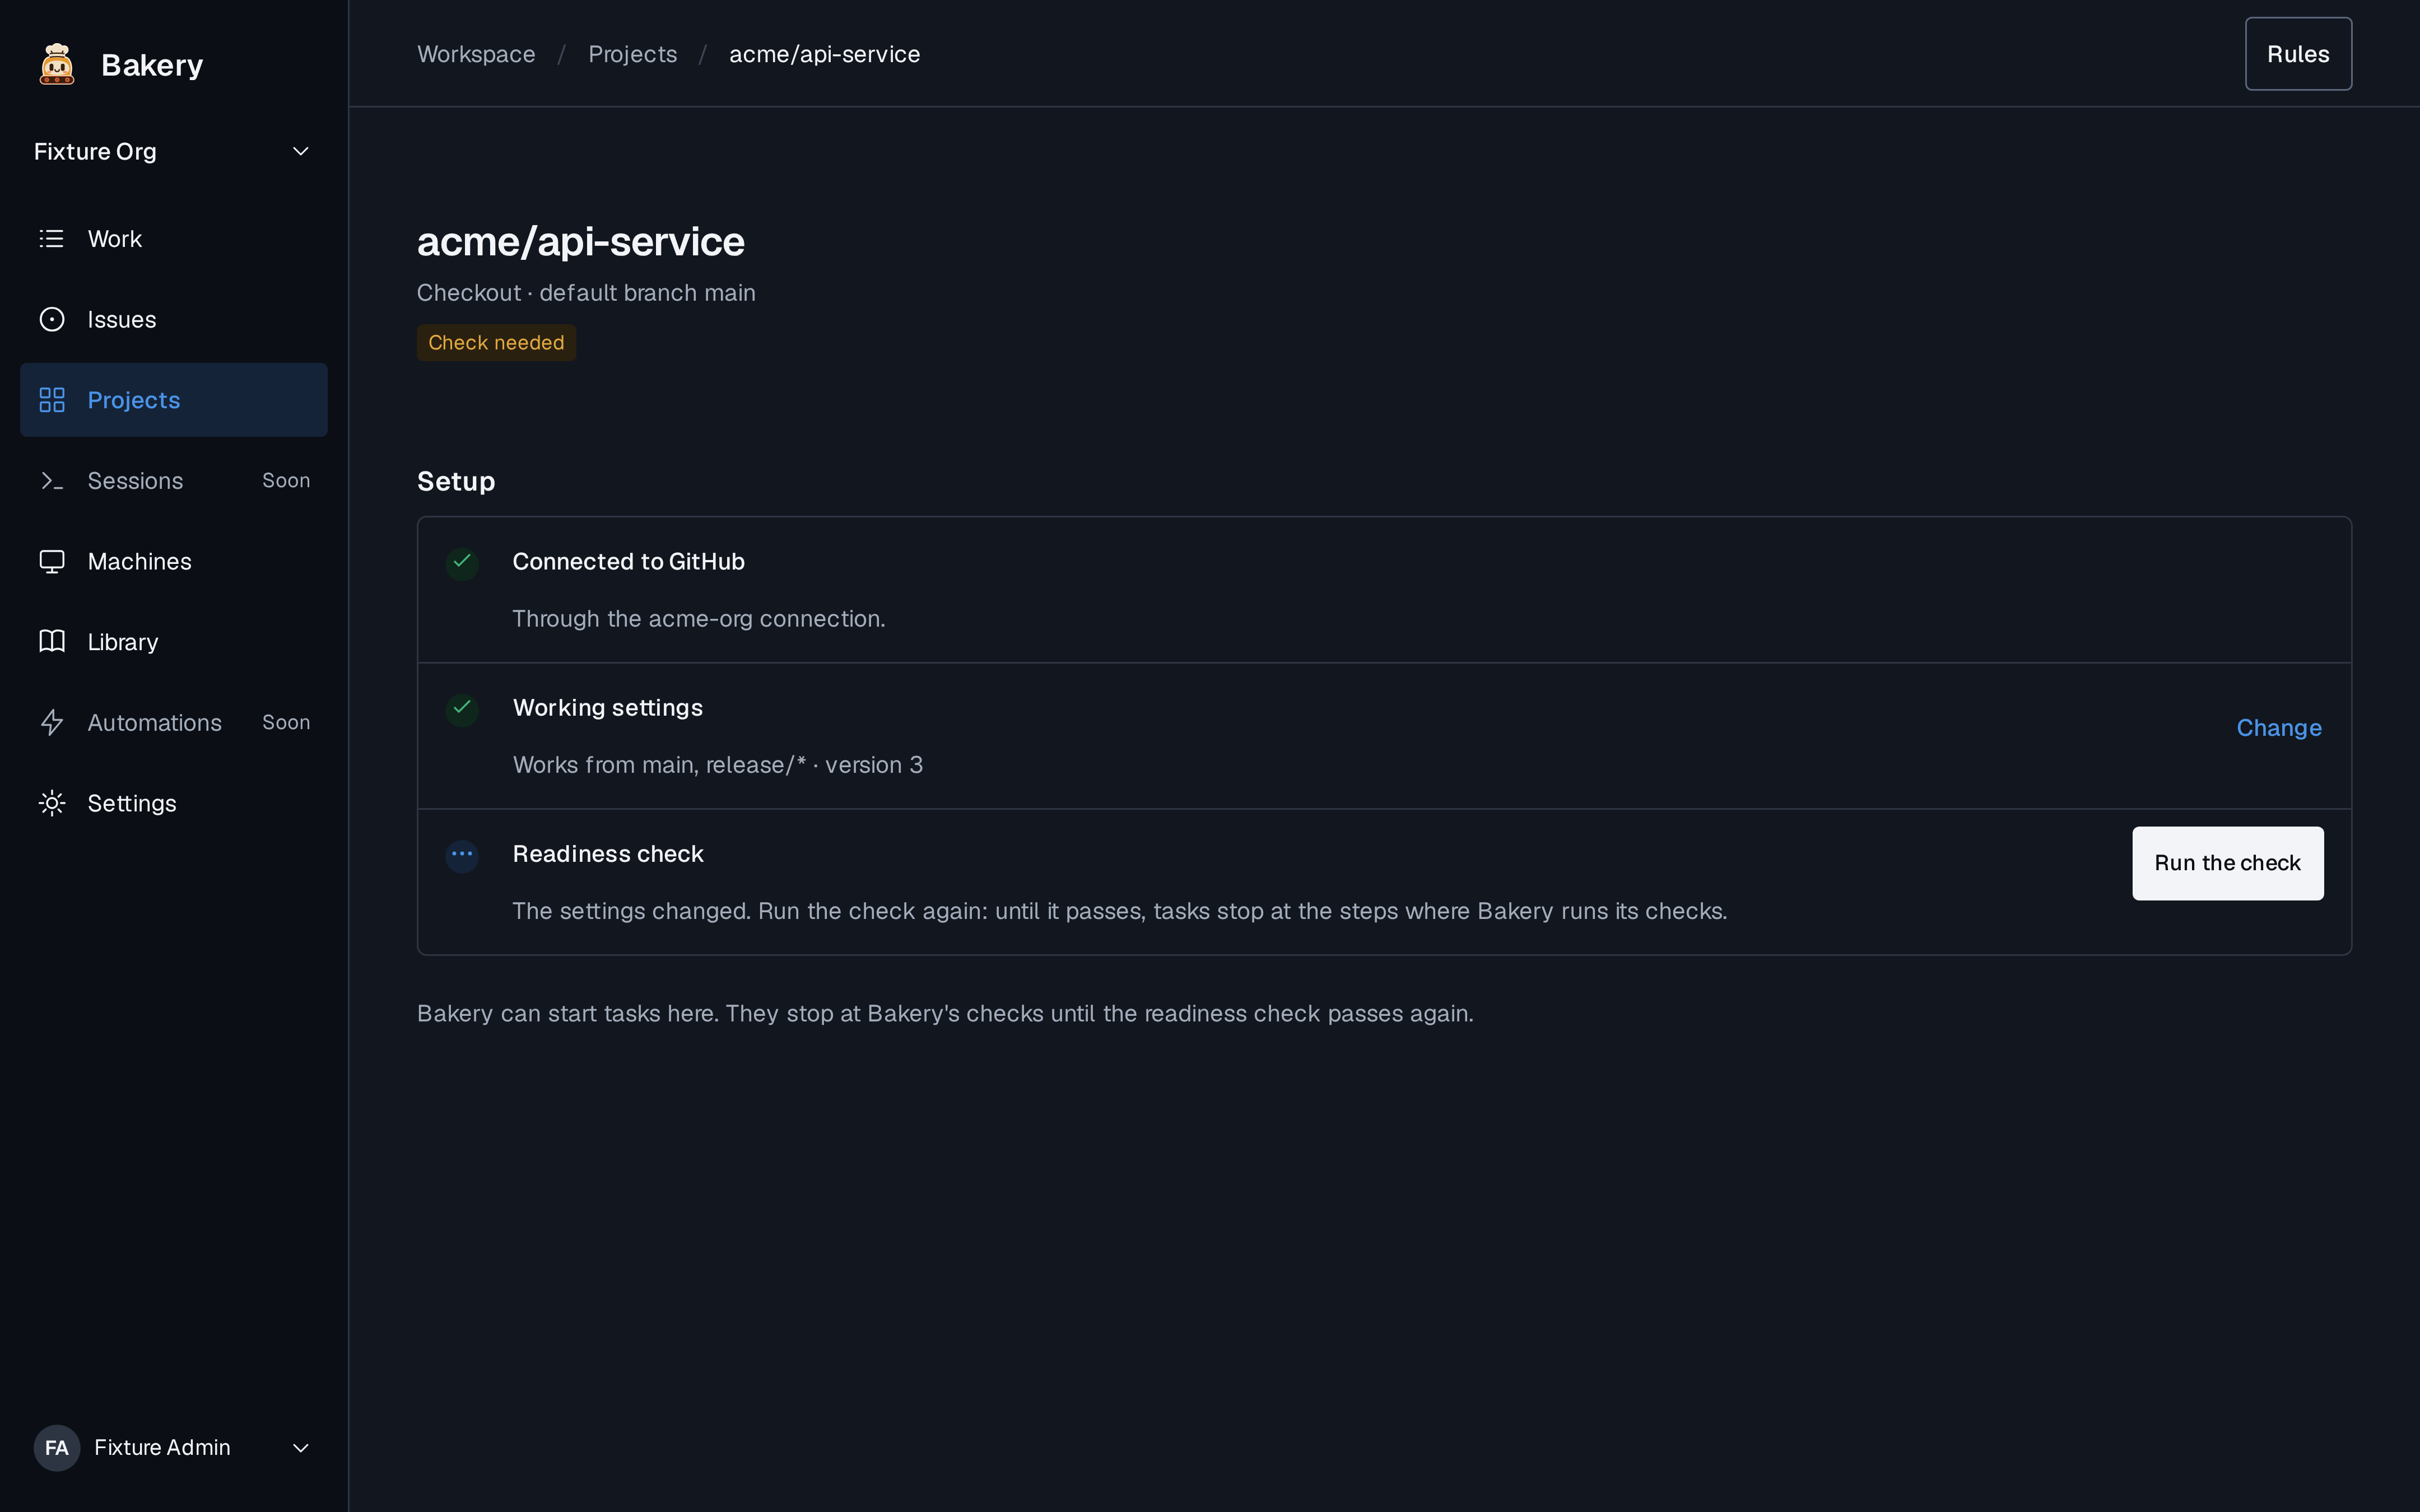 Bakery
Fixture Org
Work
Issues
Projects
Sessions Soon
Machines
Library
Automations Soon
Settings
FA Fixture Admin
Workspace / Projects / acme/api-service
Rules
acme/api-service
Checkout · default branch main
Check needed
Setup
Connected to GitHub
Through the acme-org connection.
Working settings
Works from main, release/* · version 3
Change
Readiness check
The settings changed. Run the check again: until it passes, tasks stop at the steps where Bakery runs its checks.
Run the check
Bakery can start tasks here. They stop at Bakery's checks until the readiness check passes again.